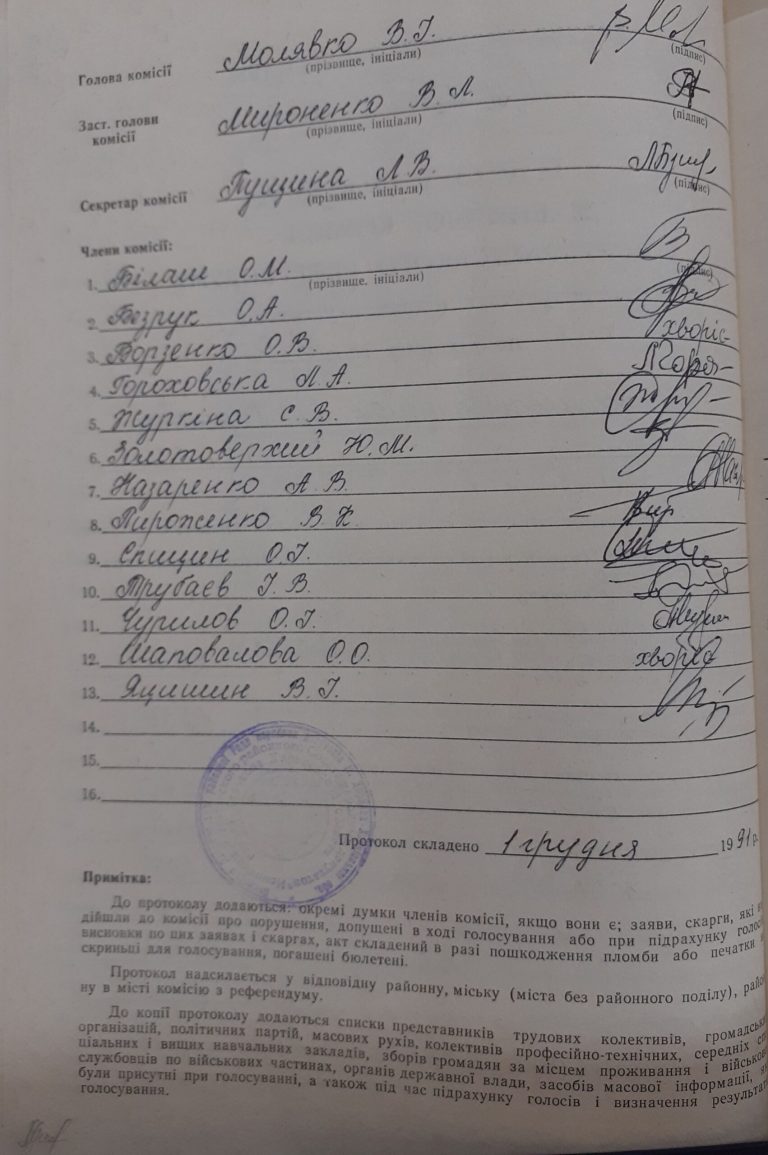 Голова комісії Молявко В.І.
(прізвище, ініціали) (підпис)
Заст. голови
комісії Мироненко В.Л.
(прізвище, ініціали) (підпис)
Секретар комісії Пущина Л.В.
(прізвище, ініціали) (підпис)
Члени комісії:
1. Білаш О.М.
(прізвище, ініціали) (підпис)
2. Безрук О.А.
3. Борзенко О.В. хворіє
4. Гороховська Л.А.
5. Журкіна С.В.
6. Золотоверхий Ю.М.
7. Назаренко А.В.
8. Пироженко В.К.
9. Спицин О.І.
10. Трубаєв І.В.
11. Чурилов О.І.
12. Шаповалова О.О. хворіє
13. Яцишин В.І.
14.
15.
16.
Протокол складено 1 грудня 1991 р.
Примітка:
До протоколу додаються: окремі думки членів комісії, якщо вони є; заяви, скарги, які
дійшли до комісії про порушення, допущені в ході голосування або при підрахунку голос
висновки по цих заявах і скаргах, акт складений в разі пошкодження пломби або печатки
скриньці для голосування, погашені бюлетені.
Протокол надсилається у відповідну районну, міську (міста без районного поділу), район
ну в місті комісію з референдуму.
До копії протоколу додаються списки представників трудових колективів, громадськ
організацій, політичних партій, масових рухів, колективів професійно-технічних, середніх сп
ціальних і вищих навчальних закладів, зборів громадян за місцем проживання і військово
службовців по військових частинах, органів державної влади, засобів масової інформації, як
були присутні при голосуванні, а також під час підрахунку голосів і визначення результат
голосування.